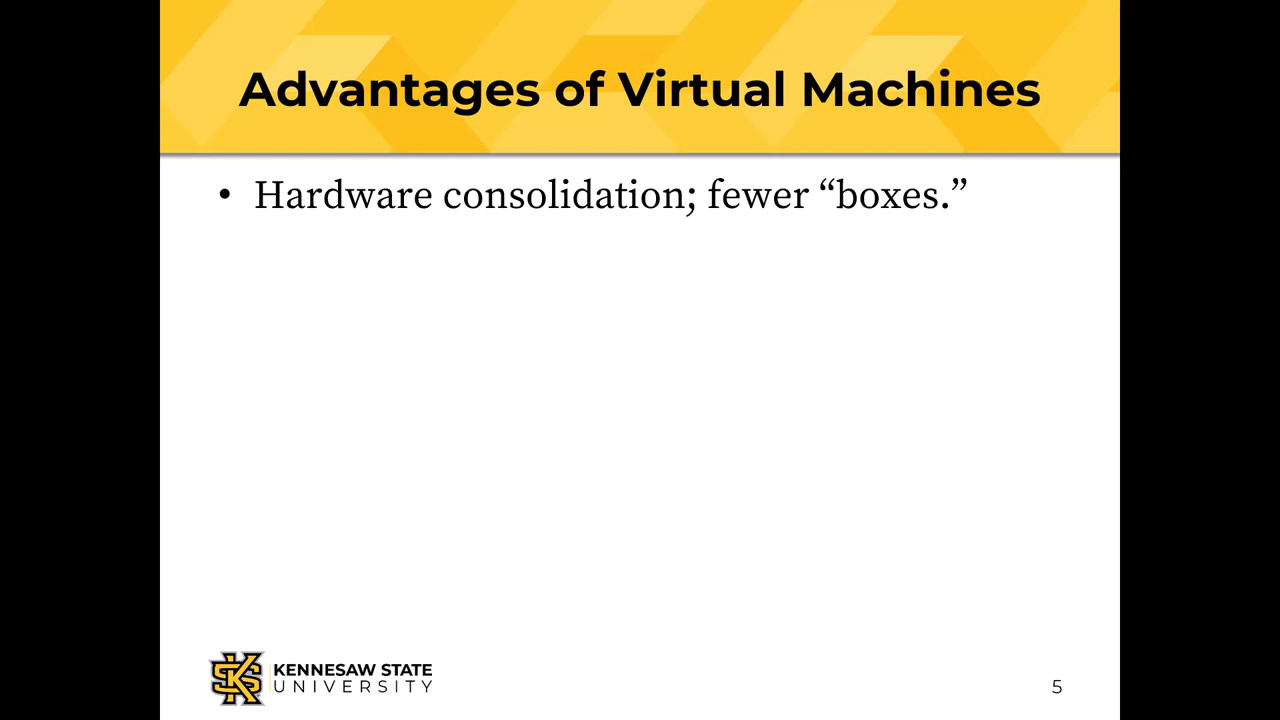 Advantages of Virtual Machines
• Hardware consolidation; fewer “boxes.”
KENNESAW STATE
UNIVERSITY
5